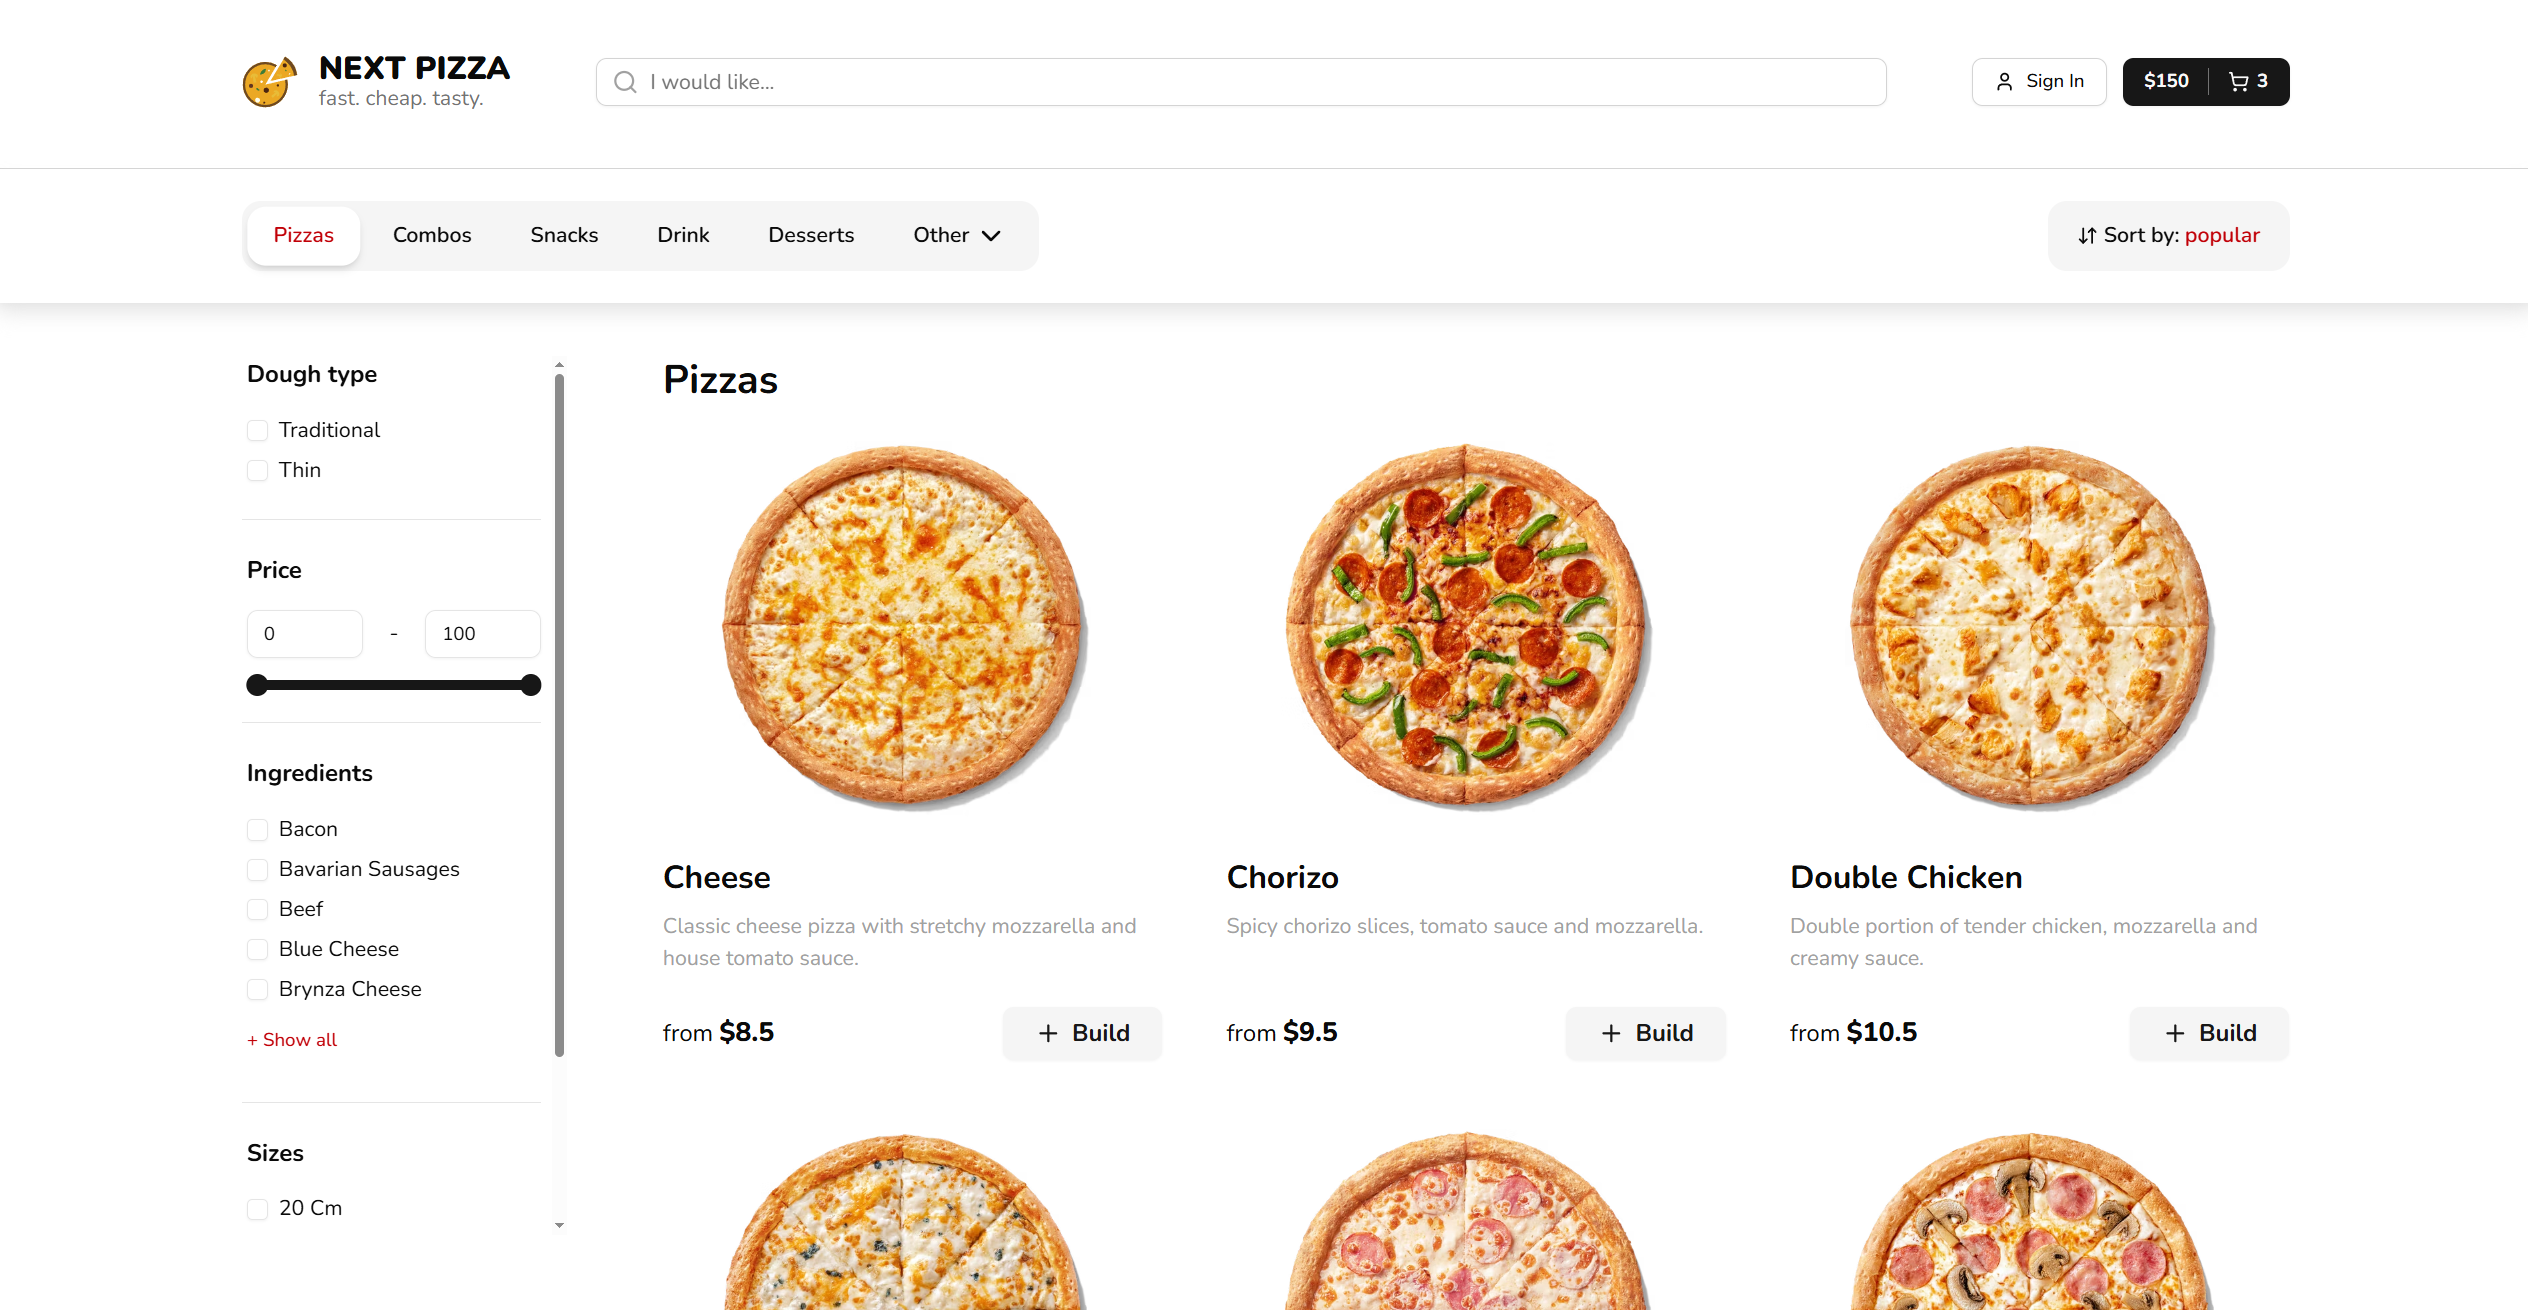 NEXT PIZZA
fast. cheap. tasty.
I would like...
Sign In
$150
3
Pizzas
Combos
Snacks
Drink
Desserts
Other
Sort by: popular
Dough type
Traditional
Thin
Price
0
-
100
Ingredients
Bacon
Bavarian Sausages
Beef
Blue Cheese
Brynza Cheese
+ Show all
Sizes
20 Cm
Pizzas
Cheese
Classic cheese pizza with stretchy mozzarella and
house tomato sauce.
from $8.5
+ Build
Chorizo
Spicy chorizo slices, tomato sauce and mozzarella.
from $9.5
+ Build
Double Chicken
Double portion of tender chicken, mozzarella and
creamy sauce.
from $10.5
+ Build